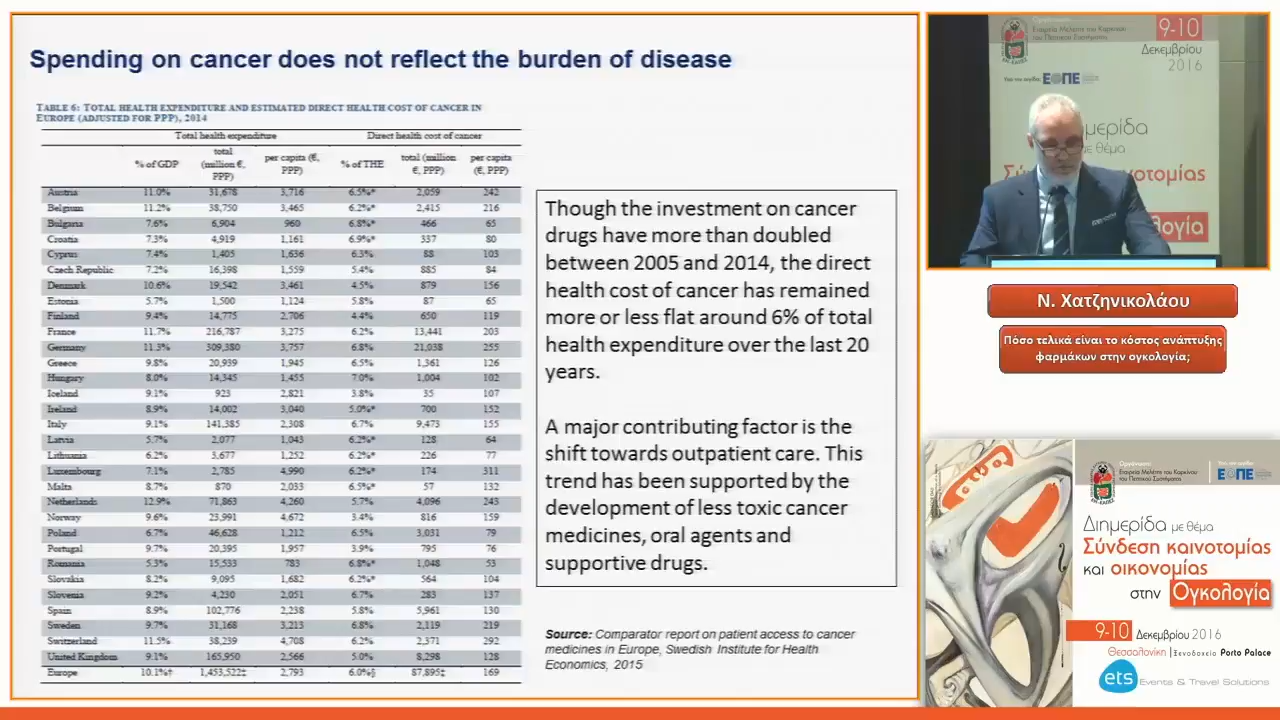 Spending on cancer does not reflect the burden of disease
TABLE 6: TOTAL HEALTH EXPENDITURE AND ESTIMATED DIRECT HEALTH COST OF CANCER IN
EUROPE (ADJUSTED FOR PPP), 2014
Total health expenditure Direct health cost of cancer
% of GDP total (million €, PPP) per capita (€, PPP) % of THE total (million €, PPP) per capita (€, PPP)
Austria 11.0% 31,678 3,716 6.5%* 2,059 242
Belgium 11.2% 38,750 3,465 6.2%* 2,415 216
Bulgaria 7.6% 6,904 960 6.8%* 466 65
Croatia 7.3% 4,919 1,161 6.9%* 337 80
Cyprus 7.4% 1,405 1,636 6.3% 88 103
Czech Republic 7.2% 16,398 1,559 5.4% 885 84
Denmark 10.6% 19,542 3,461 4.5% 879 156
Estonia 5.7% 1,500 1,124 5.8% 87 65
Finland 9.4% 14,775 2,706 4.4% 650 119
France 11.7% 216,787 3,275 6.2% 13,441 203
Germany 11.3% 309,380 3,757 6.8% 21,038 255
Greece 9.8% 20,939 1,945 6.5% 1,361 126
Hungary 8.0% 14,345 1,455 7.0% 1,004 102
Iceland 9.1% 923 2,821 3.8% 35 107
Ireland 8.9% 14,002 3,040 5.0%* 700 152
Italy 9.1% 141,385 2,308 6.7% 9,473 155
Latvia 5.7% 2,077 1,043 6.2%* 128 64
Lithuania 6.2% 3,677 1,252 6.2%* 226 77
Luxembourg 7.1% 2,785 4,990 6.2%* 174 311
Malta 8.7% 870 2,033 6.5%* 57 132
Netherlands 12.9% 71,863 4,260 5.7% 4,096 243
Norway 9.6% 23,991 4,672 3.4% 816 159
Poland 6.7% 46,628 1,212 6.5% 3,031 79
Portugal 9.7% 20,395 1,957 3.9% 795 76
Romania 5.3% 15,533 783 6.8%* 1,048 53
Slovakia 8.2% 9,095 1,682 6.2%* 564 104
Slovenia 9.2% 4,230 2,051 6.7% 283 137
Spain 8.9% 102,776 2,238 5.8% 5,961 130
Sweden 9.7% 31,168 3,213 6.8% 2,119 219
Switzerland 11.5% 38,239 4,708 6.2% 2,371 292
United Kingdom 9.1% 165,950 2,566 5.0% 8,298 128
Europe 10.1%† 1,453,522‡ 2,793 6.0%§ 87,895‡ 169
Though the investment on cancer
drugs have more than doubled
between 2005 and 2014, the direct
health cost of cancer has remained
more or less flat around 6% of total
health expenditure over the last 20
years.
A major contributing factor is the
shift towards outpatient care. This
trend has been supported by the
development of less toxic cancer
medicines, oral agents and
supportive drugs.
Source: Comparator report on patient access to cancer
medicines in Europe, Swedish Institute for Health
Economics, 2015
Εταιρεία Μελέτης του Καρκίνου
του Πεπτικού Συστήματος
9-10
Δεκεμβρίου
2016
ΕΟΠΕ
ημερίδα
με θέμα
οτομίας
λογία
Ν. Χατζηνικολάου
Πόσο τελικά είναι το κόστος ανάπτυξης
φαρμάκων στην ογκολογία;
Οργάνωση:
Εταιρεία Μελέτης του Καρκίνου
του Πεπτικού Συστήματος
Υπό την αιγίδα:
ΕΟΠΕ
Διημερίδα με θέμα
Σύνδεση καινοτομίας
και οικονομίας
στην Ογκολογία
9-10 Δεκεμβρίου 2016
Θεσσαλονίκη | Ξενοδοχείο Porto Palace
ets Events & Travel Solutions